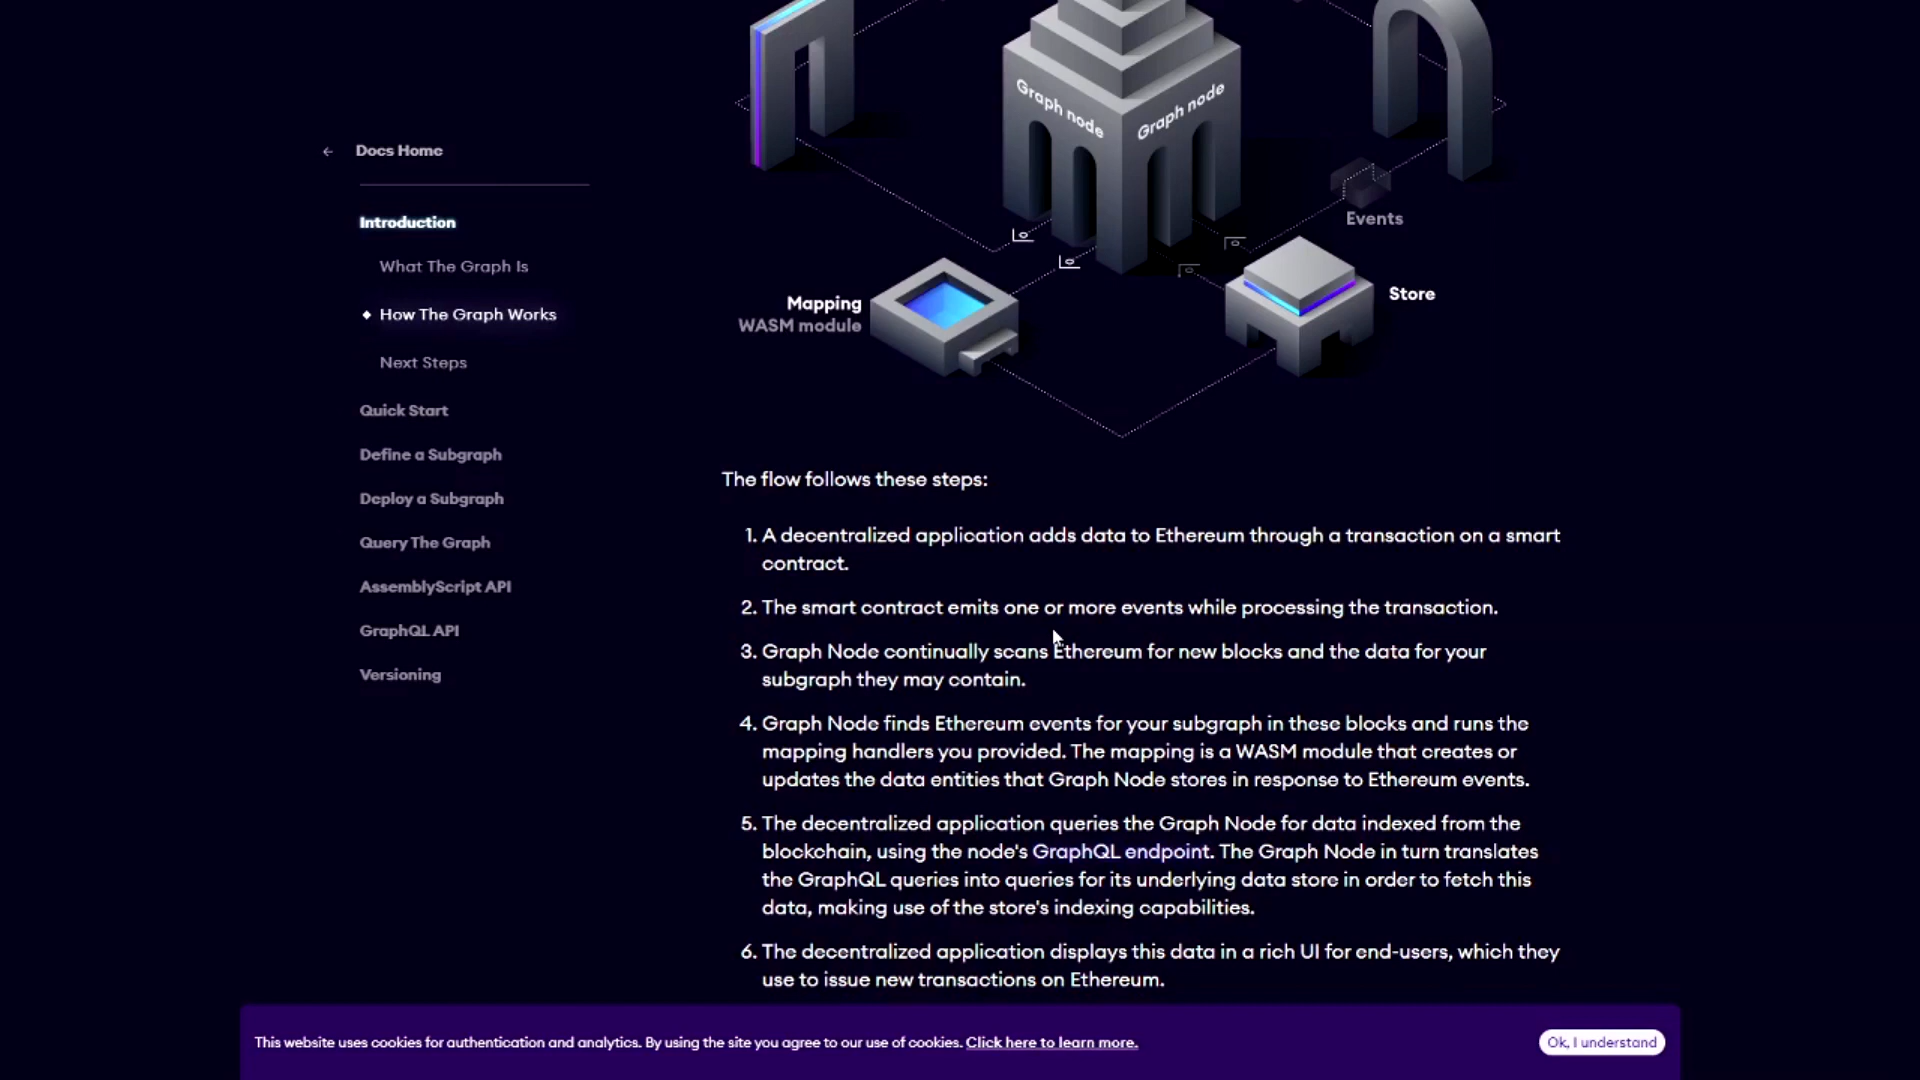 Graph node
Graph node
Events
Mapping
WASM module
Store
Docs Home
Introduction
What The Graph Is
How The Graph Works
Next Steps
Quick Start
Define a Subgraph
Deploy a Subgraph
Query The Graph
AssemblyScript API
GraphQL API
Versioning
The flow follows these steps:
1. A decentralized application adds data to Ethereum through a transaction on a smart
contract.
2. The smart contract emits one or more events while processing the transaction.
3. Graph Node continually scans Ethereum for new blocks and the data for your
subgraph they may contain.
4. Graph Node finds Ethereum events for your subgraph in these blocks and runs the
mapping handlers you provided. The mapping is a WASM module that creates or
updates the data entities that Graph Node stores in response to Ethereum events.
5. The decentralized application queries the Graph Node for data indexed from the
blockchain, using the node's GraphQL endpoint. The Graph Node in turn translates
the GraphQL queries into queries for its underlying data store in order to fetch this
data, making use of the store's indexing capabilities.
6. The decentralized application displays this data in a rich UI for end-users, which they
use to issue new transactions on Ethereum.
This website uses cookies for authentication and analytics. By using the site you agree to our use of cookies. Click here to learn more.
Ok, I understand